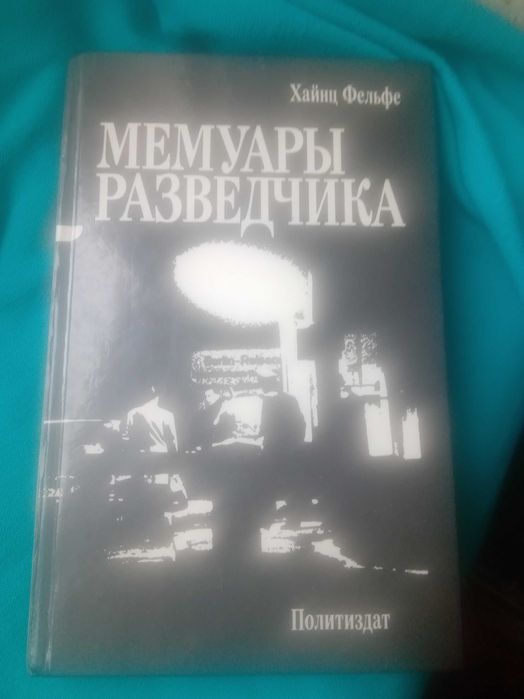 Хайнц Фельфе
МЕМУАРЫ
РАЗВЕДЧИКА
Политиздат